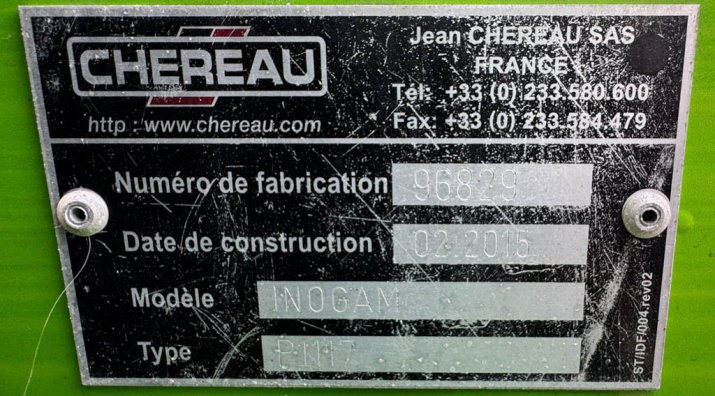 CHEREAU
http : www.chereau.com
Jean CHEREAU SAS
FRANCE
Tél: +33 (0) 233 580.600
Fax: +33 (0) 233 584 479
Numéro de fabrication 96829
Date de construction 02.2015
Modèle INOGAM
Type P1117
ST/IDF/004.rev02